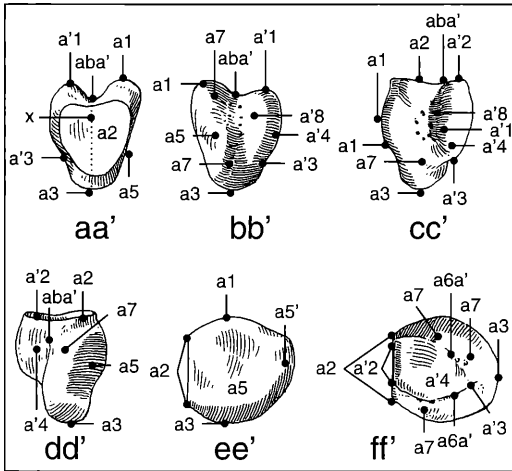 a'1 aba' a1
x
a2
a'3
a3 a5
aa'
a7 aba' a'1
a1
a'8
a5 a'4
a7 a'3
a3
bb'
aba'
a2 a'2
a1
a'8
a'1
a1 a'4
a7
a3 a'3
cc'
a'2 a2
aba'
a7
a5
a'4 a3
dd'
a1
a5'
a2
a5
a3
ee'
a6a'
a7 a7
a3
a2 a'2
a'4
a'3
a7 a6a'
ff'